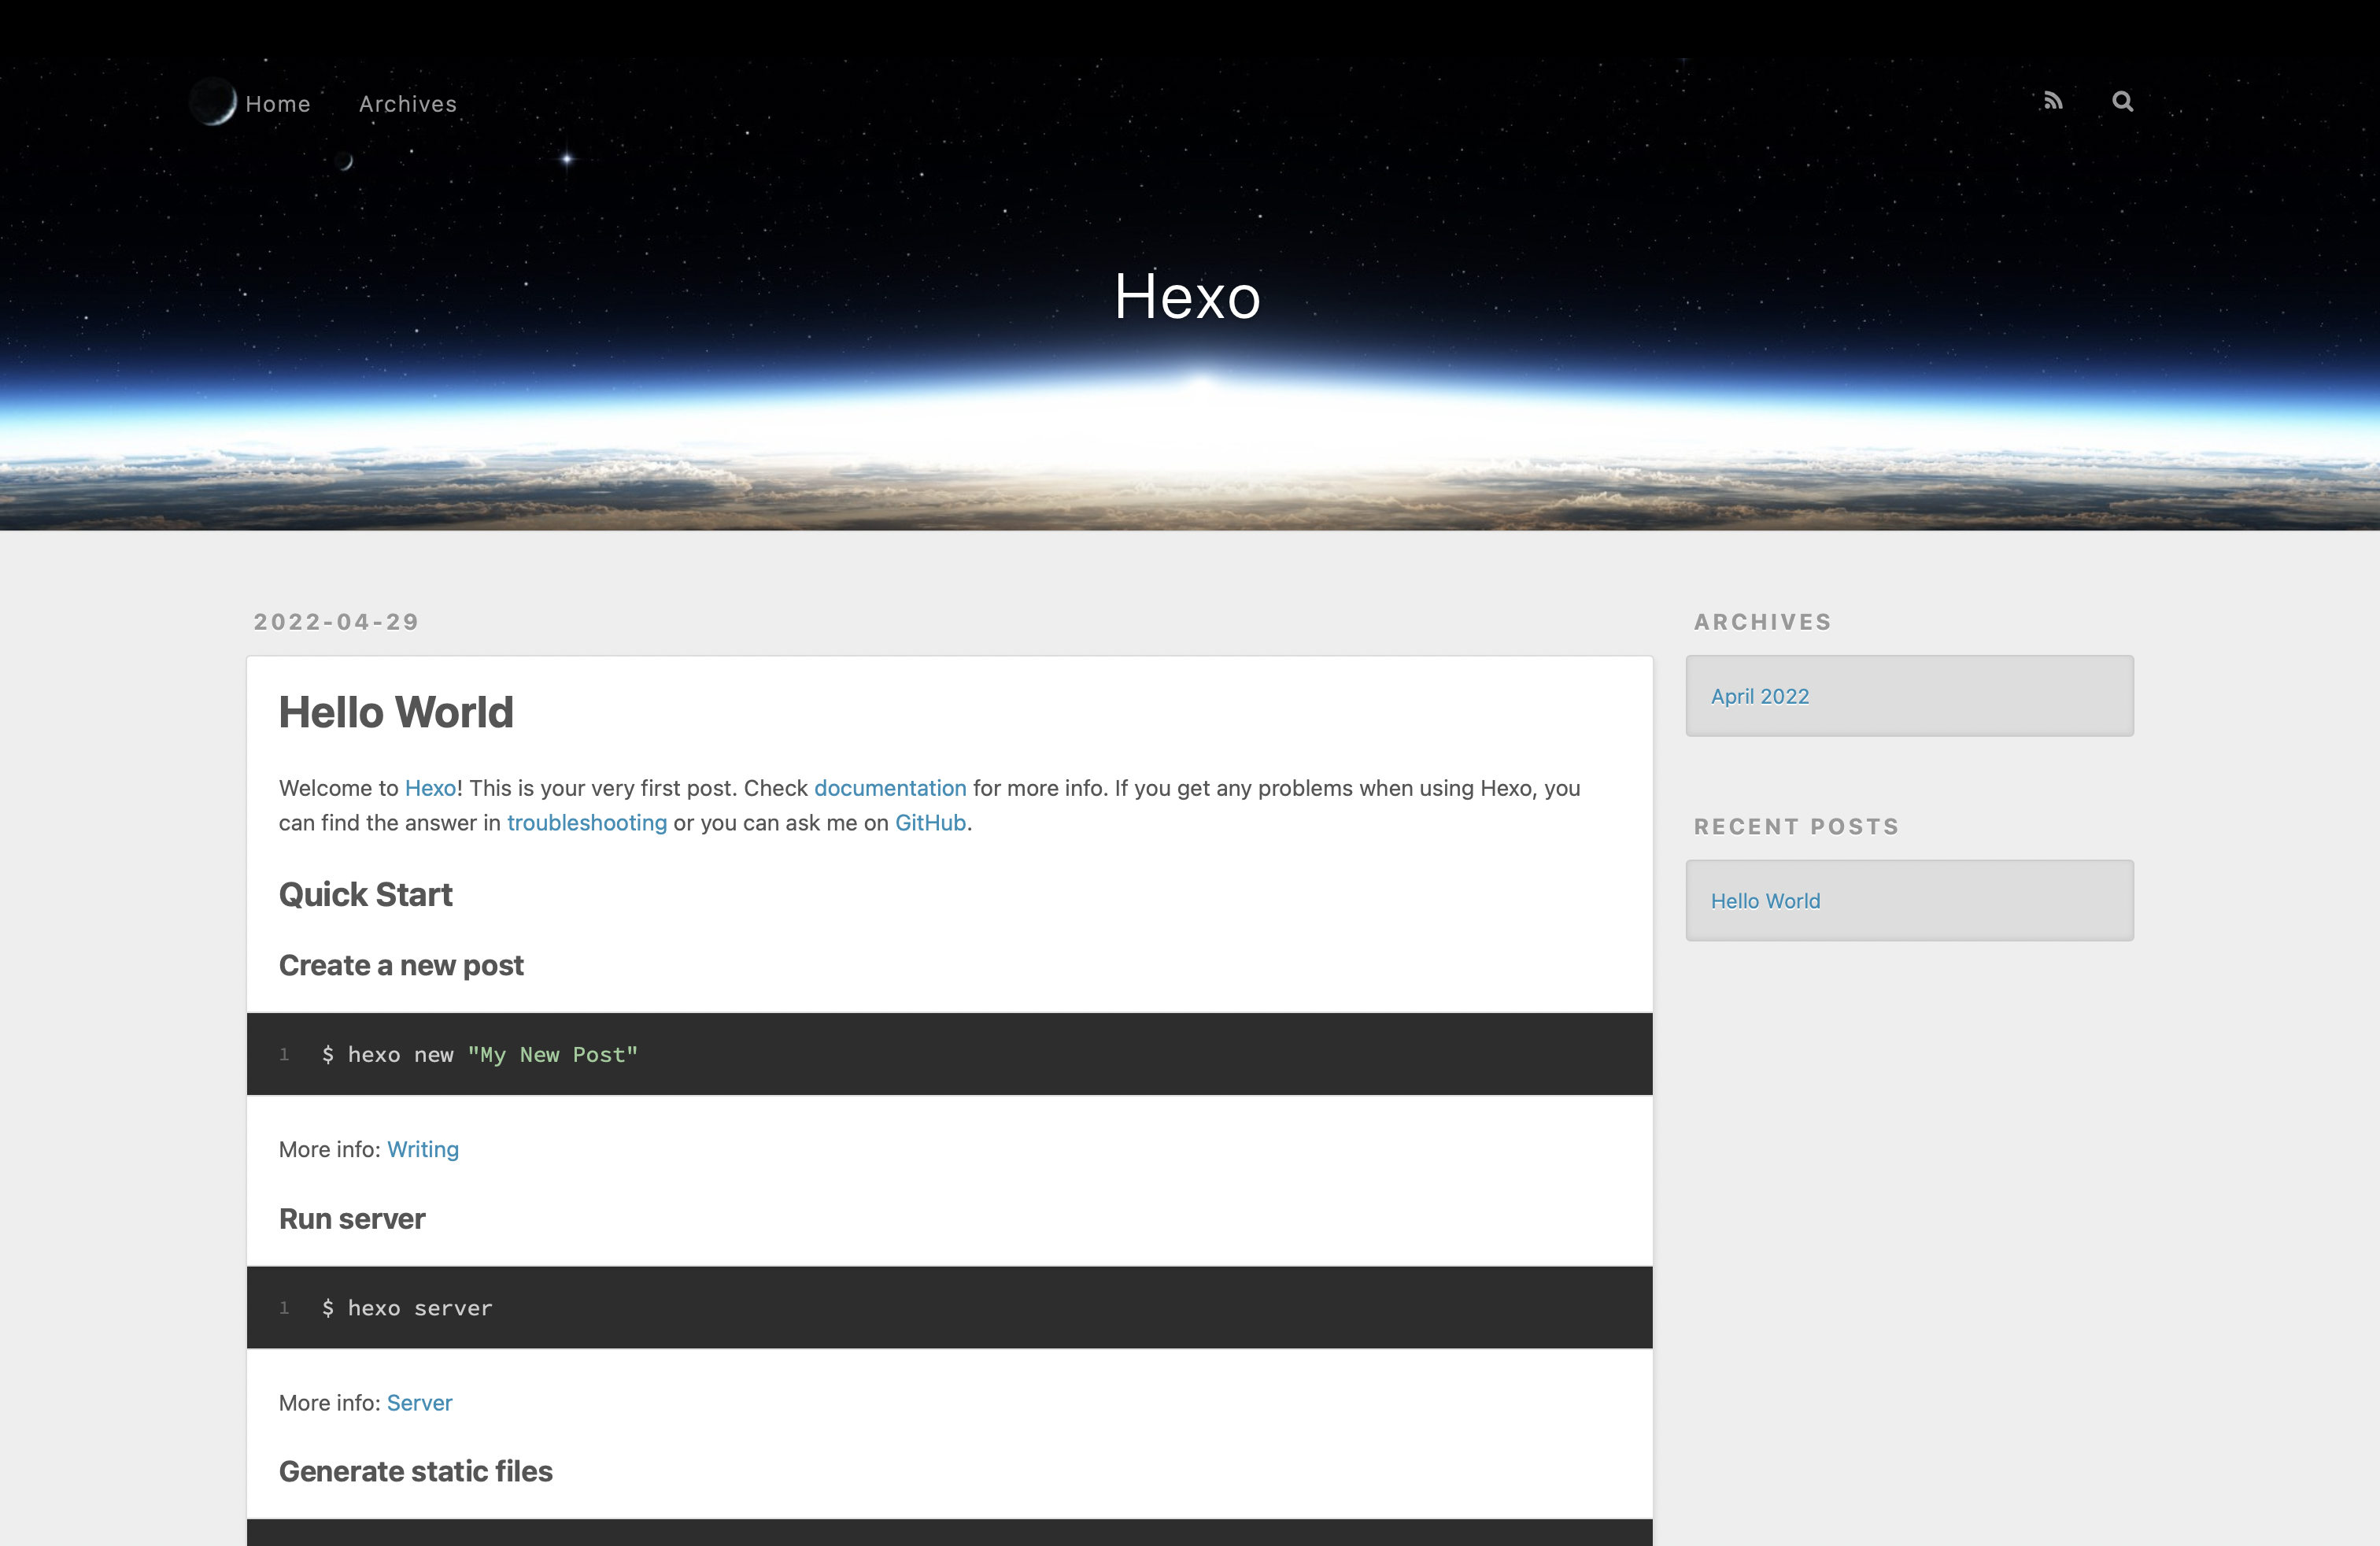 Home Archives
Hexo
2022-04-29
Hello World
Welcome to Hexo! This is your very first post. Check documentation for more info. If you get any problems when using Hexo, you
can find the answer in troubleshooting or you can ask me on GitHub.
Quick Start
Create a new post
1 $ hexo new "My New Post"
More info: Writing
Run server
1 $ hexo server
More info: Server
Generate static files
ARCHIVES
April 2022
RECENT POSTS
Hello World